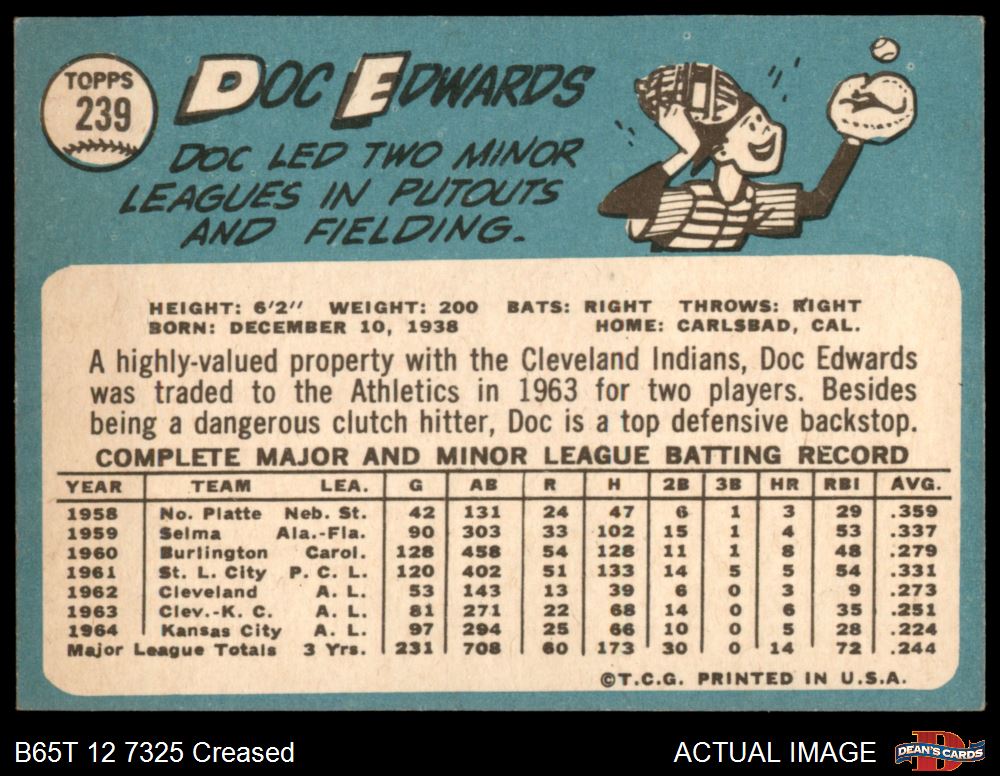 TOPPS
239
DOC EDWARDS
DOC LED TWO MINOR
LEAGUES IN PUTOUTS
AND FIELDING.
HEIGHT: 6'2" WEIGHT: 200 BATS: RIGHT THROWS: RIGHT
BORN: DECEMBER 10, 1938 HOME: CARLSBAD, CAL.
A highly-valued property with the Cleveland Indians, Doc Edwards
was traded to the Athletics in 1963 for two players. Besides
being a dangerous clutch hitter, Doc is a top defensive backstop.
COMPLETE MAJOR AND MINOR LEAGUE BATTING RECORD
YEAR TEAM LEA. G AB R H 2B 3B HR RBI AVG.
1958 No. Platte Neb. St. 42 131 24 47 6 1 3 29 .359
1959 Selma Ala.-Fla. 90 303 33 102 15 1 4 53 .337
1960 Burlington Carol. 128 458 54 128 11 1 8 48 .279
1961 St. L. City P. C. L. 120 402 51 133 14 5 5 54 .331
1962 Cleveland A. L. 53 143 13 39 6 0 3 9 .273
1963 Clev.-K. C. A. L. 81 271 22 68 14 0 6 35 .251
1964 Kansas City A. L. 97 294 25 66 10 0 5 28 .224
Major League Totals 3 Yrs. 231 708 60 173 30 0 14 72 .244
©T.C.G. PRINTED IN U.S.A.
B65T 12 7325 Creased ACTUAL IMAGE DEAN'S CARDS